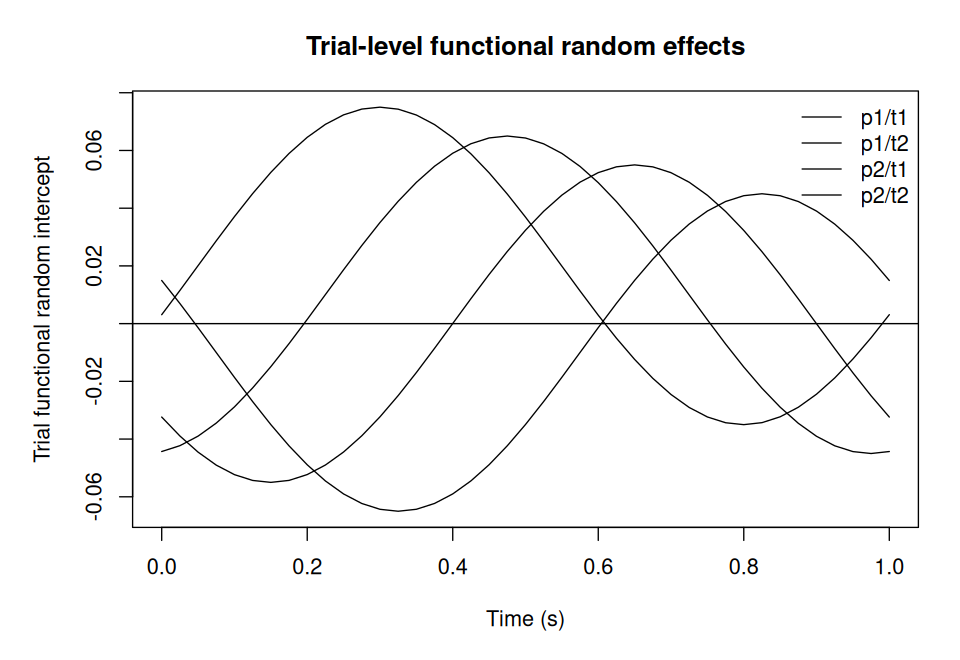 Trial-level functional random effects
p1/t1
p1/t2
p2/t1
p2/t2
Trial functional random intercept
0.06
0.02
-0.02
-0.06
0.0 0.2 0.4 0.6 0.8 1.0
Time (s)